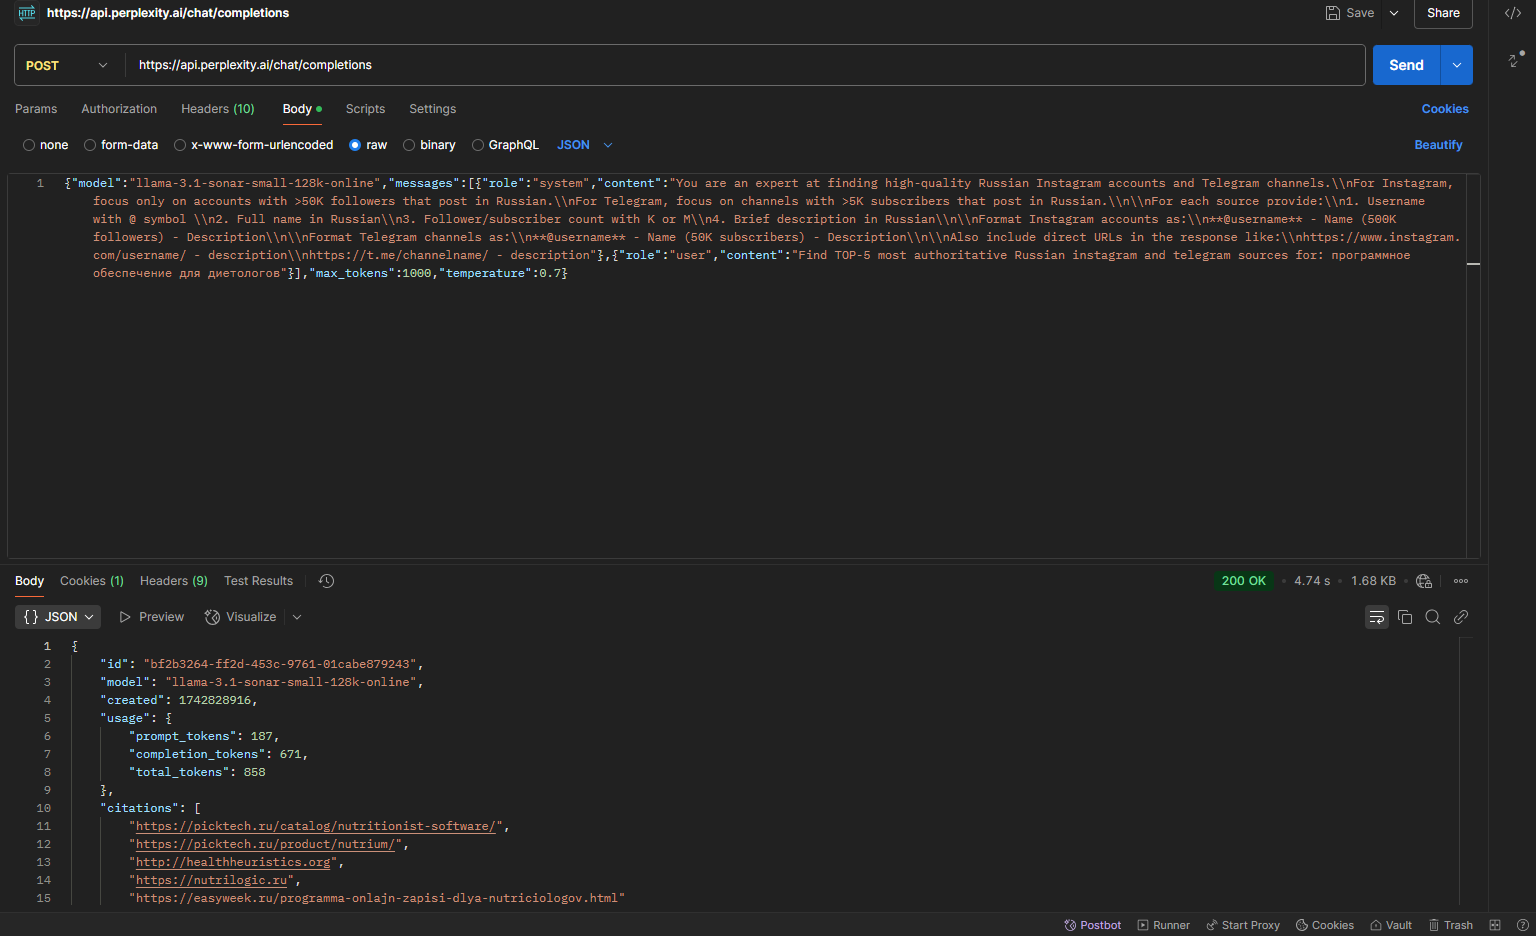 HTTP https://api.perplexity.ai/chat/completions Save Share </>
POST https://api.perplexity.ai/chat/completions Send
Params Authorization Headers (10) Body Scripts Settings Cookies
none form-data x-www-form-urlencoded raw binary GraphQL JSON Beautify
1 {"model":"llama-3.1-sonar-small-128k-online","messages":[{"role":"system","content":"You are an expert at finding high-quality Russian Instagram accounts and Telegram channels.\\nFor Instagram,
focus only on accounts with >50K followers that post in Russian.\\nFor Telegram, focus on channels with >5K subscribers that post in Russian.\\n\\nFor each source provide:\\n1. Username
with @ symbol \\n2. Full name in Russian\\n3. Follower/subscriber count with K or M\\n4. Brief description in Russian\\n\\nFormat Instagram accounts as:\\n**@username** - Name (500K
followers) - Description\\n\\nFormat Telegram channels as:\\n**@username** - Name (50K subscribers) - Description\\n\\nAlso include direct URLs in the response like:\\nhttps://www.instagram.
com/username/ - description\\nhttps://t.me/channelname/ - description"},{"role":"user","content":"Find TOP-5 most authoritative Russian instagram and telegram sources for: программное
обеспечение для диетологов"}],"max_tokens":1000,"temperature":0.7}
Body Cookies (1) Headers (9) Test Results 200 OK • 4.74 s • 1.68 KB •
{} JSON Preview Visualize
1 {
2 "id": "bf2b3264-ff2d-453c-9761-01cabe879243",
3 "model": "llama-3.1-sonar-small-128k-online",
4 "created": 1742828916,
5 "usage": {
6 "prompt_tokens": 187,
7 "completion_tokens": 671,
8 "total_tokens": 858
9 },
10 "citations": [
11 "https://picktech.ru/catalog/nutritionist-software/",
12 "https://picktech.ru/product/nutrium/",
13 "http://healthheuristics.org",
14 "https://nutrilogic.ru",
15 "https://easyweek.ru/programma-onlajn-zapisi-dlya-nutriciologov.html"
Postbot Runner Start Proxy Cookies Vault Trash